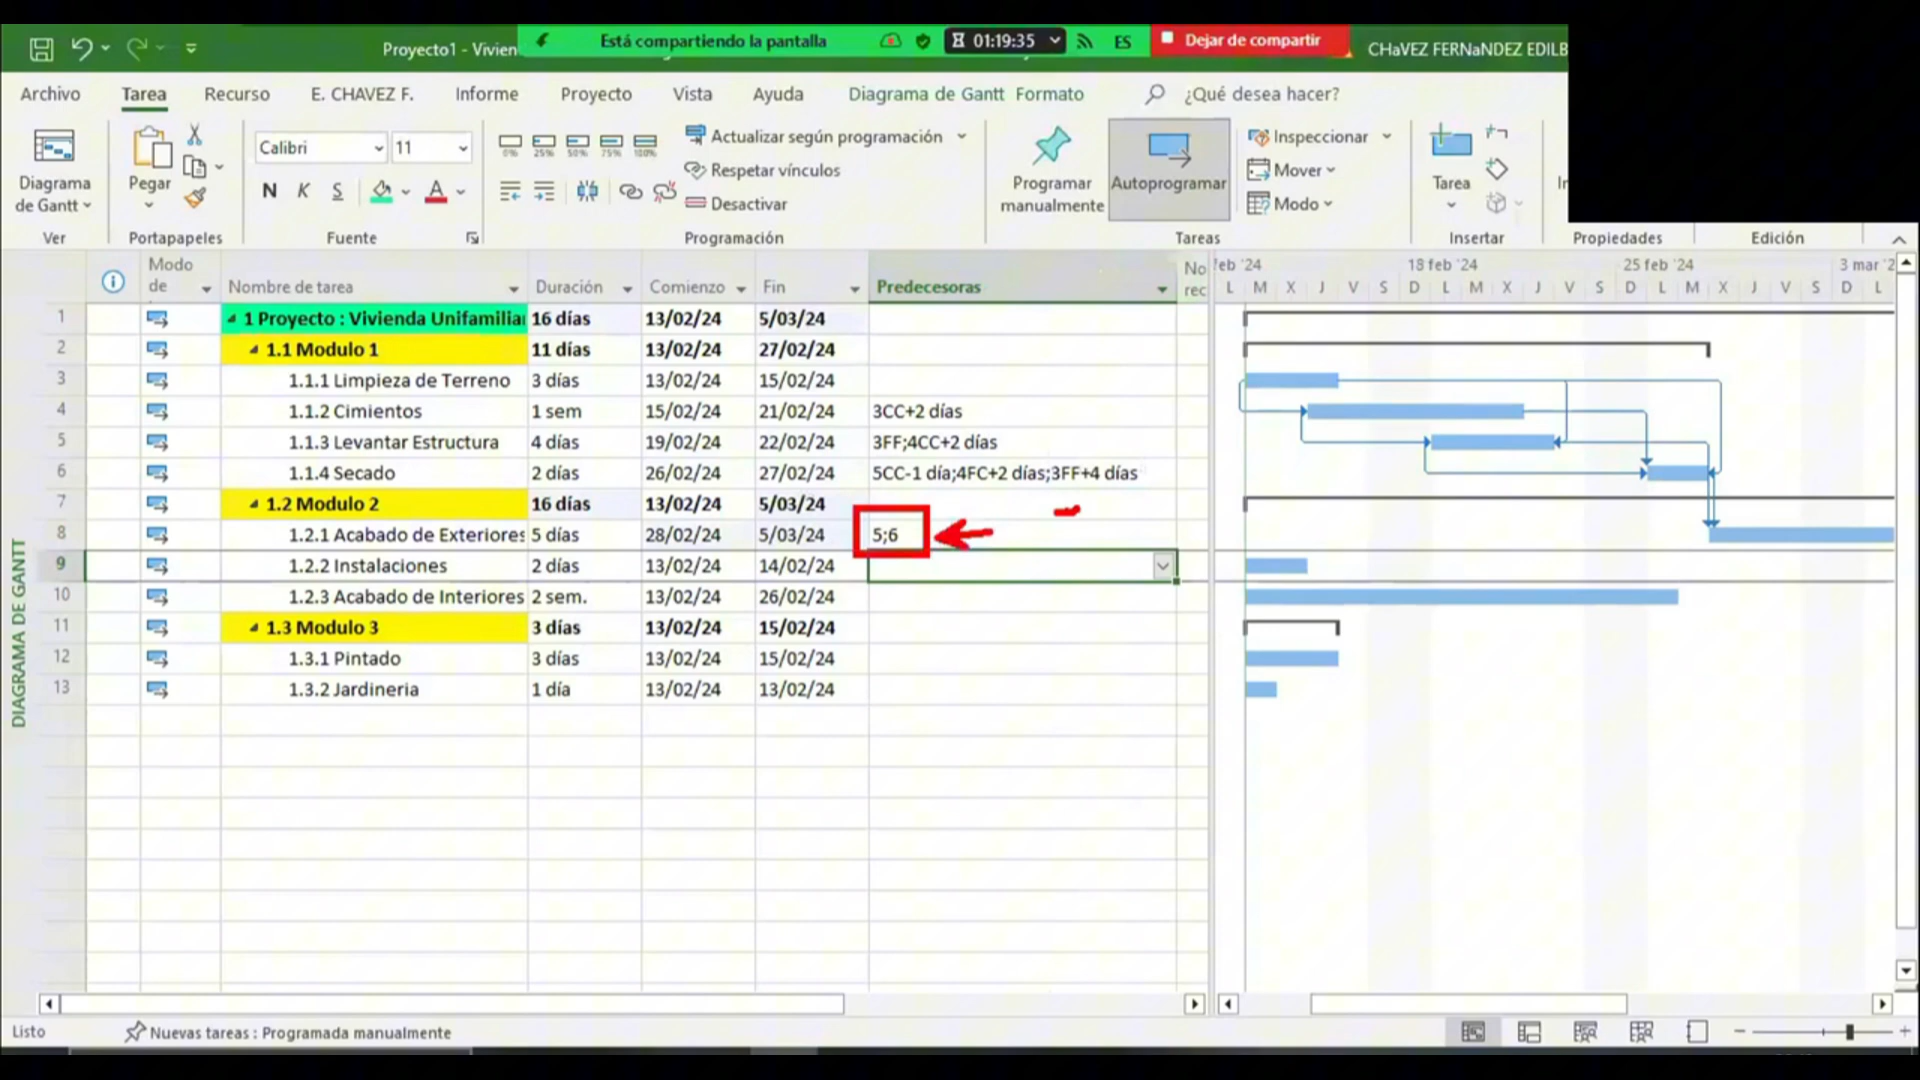 Proyecto1 - Vivien
Está compartiendo la pantalla
01:19:35
ES
Dejar de compartir
CHaVEZ FERNaNDEZ EDILB
Archivo Tarea Recurso E. CHAVEZ F. Informe Proyecto Vista Ayuda Diagrama de Gantt Formato ¿Qué desea hacer?
Diagrama de Gantt
Pegar
Calibri 11
N K S
0% 25% 50% 75% 100%
Actualizar según programación
Respetar vínculos
Desactivar
Programar manualmente
Autoprogramar
Inspeccionar
Mover
Modo
Tarea
Ver Portapapeles Fuente Programación Tareas Insertar Propiedades Edición
Modo de Nombre de tarea Duración Comienzo Fin Predecesoras No rec
feb '24 18 feb '24 25 feb '24 3 mar '2
L M X J V S D L M X J V S D L M X J V S D L
1 1 Proyecto : Vivienda Unifamiliar 16 días 13/02/24 5/03/24
2 1.1 Modulo 1 11 días 13/02/24 27/02/24
3 1.1.1 Limpieza de Terreno 3 días 13/02/24 15/02/24
4 1.1.2 Cimientos 1 sem 15/02/24 21/02/24 3CC+2 días
5 1.1.3 Levantar Estructura 4 días 19/02/24 22/02/24 3FF;4CC+2 días
6 1.1.4 Secado 2 días 26/02/24 27/02/24 5CC-1 día;4FC+2 días;3FF+4 días
7 1.2 Modulo 2 16 días 13/02/24 5/03/24
8 1.2.1 Acabado de Exteriores 5 días 28/02/24 5/03/24 5;6
9 1.2.2 Instalaciones 2 días 13/02/24 14/02/24
10 1.2.3 Acabado de Interiores 2 sem. 13/02/24 26/02/24
11 1.3 Modulo 3 3 días 13/02/24 15/02/24
12 1.3.1 Pintado 3 días 13/02/24 15/02/24
13 1.3.2 Jardineria 1 día 13/02/24 13/02/24
DIAGRAMA DE GANTT
Listo Nuevas tareas : Programada manualmente